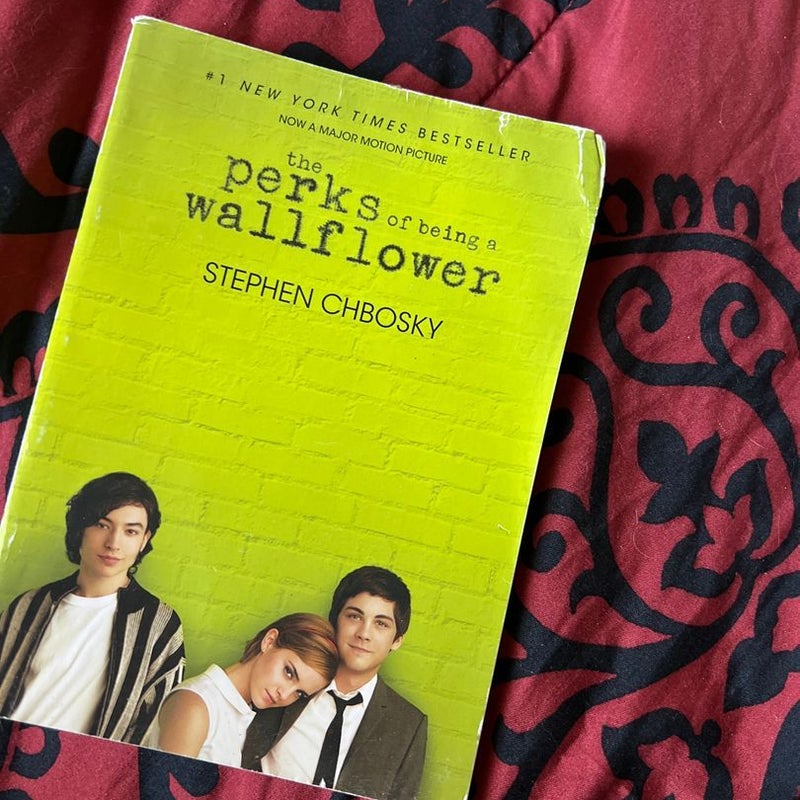 #1 NEW YORK TIMES BESTSELLER
NOW A MAJOR MOTION PICTURE
the
perks of being a
wallflower
STEPHEN CHBOSKY